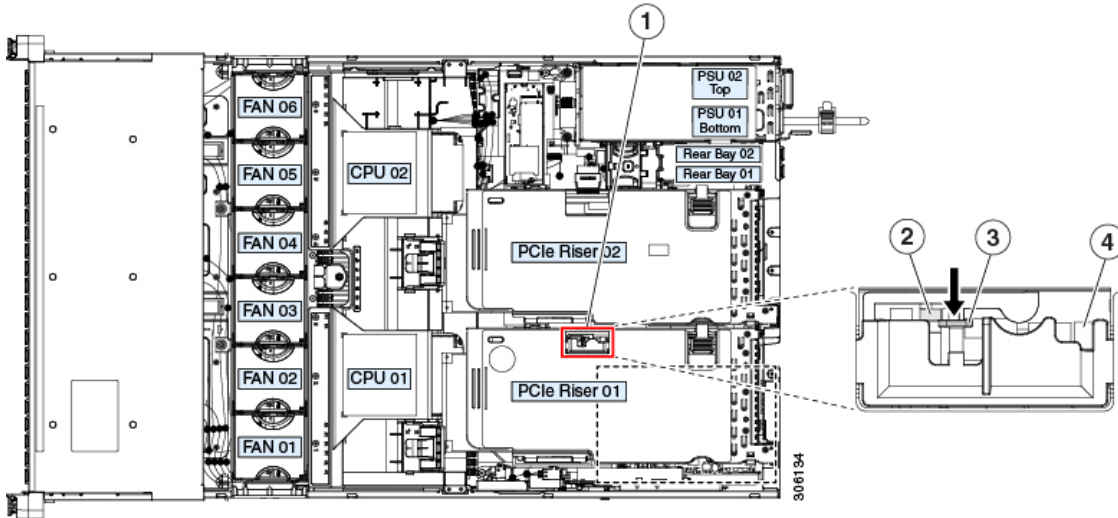 1
PSU 02
Top
FAN 06
PSU 01
Bottom
Rear Bay 02
CPU 02
Rear Bay 01
FAN 05
FAN 04
PCIe Riser 02
2
3
4
FAN 03
FAN 02
CPU 01
PCIe Riser 01
FAN 01
306134